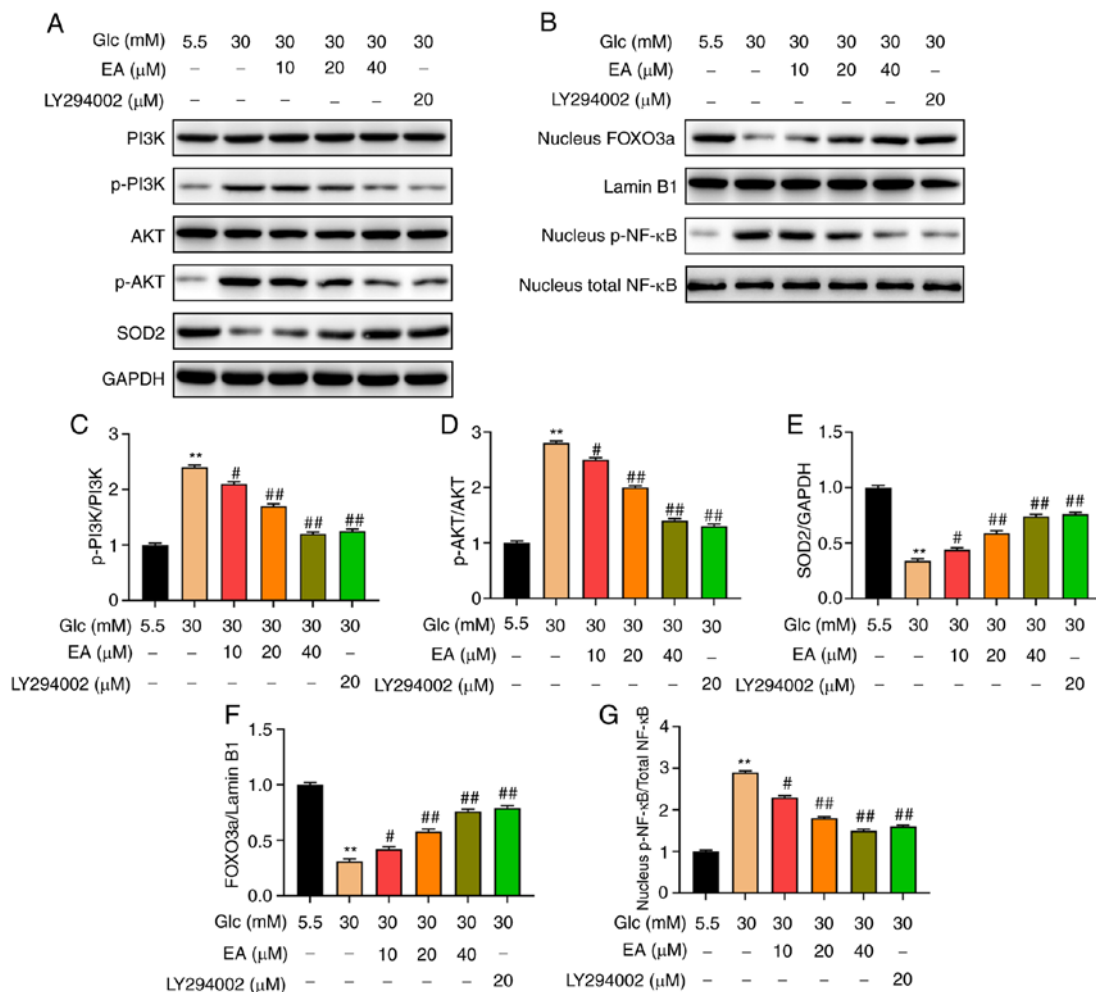 A
Glc (mM) 5.5 30 30 30 30 30
EA (μM) – – 10 20 40 –
LY294002 (μM) – – – – – 20
PI3K
p-PI3K
AKT
p-AKT
SOD2
GAPDH
B
Glc (mM) 5.5 30 30 30 30 30
EA (μM) – – 10 20 40 –
LY294002 (μM) – – – – – 20
Nucleus FOXO3a
Lamin B1
Nucleus p-NF-κB
Nucleus total NF-κB
C
p-PI3K/PI3K
3
2
1
0
** # ## ## ##
Glc (mM) 5.5 30 30 30 30 30
EA (μM) – – 10 20 40 –
LY294002 (μM) – – – – – 20
D
p-AKT/AKT
3
2
1
0
** # ## ## ##
Glc (mM) 5.5 30 30 30 30 30
EA (μM) – – 10 20 40 –
LY294002 (μM) – – – – – 20
E
SOD2/GAPDH
1.5
1.0
0.5
0.0
** # ## ## ##
Glc (mM) 5.5 30 30 30 30 30
EA (μM) – – 10 20 40 –
LY294002 (μM) – – – – – 20
F
FOXO3a/Lamin B1
1.5
1.0
0.5
0.0
** # ## ## ##
Glc (mM) 5.5 30 30 30 30 30
EA (μM) – – 10 20 40 –
LY294002 (μM) – – – – – 20
G
Nucleus p-NF-κB/Total NF-κB
4
3
2
1
0
** # ## ## ##
Glc (mM) 5.5 30 30 30 30 30
EA (μM) – – 10 20 40 –
LY294002 (μM) – – – – – 20